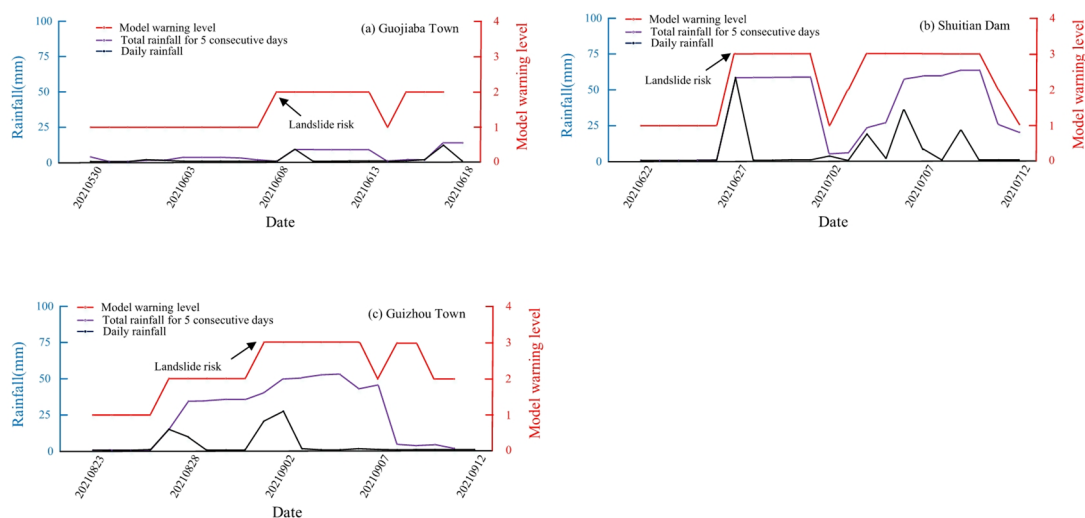 Model warning level
Total rainfall for 5 consecutive days
Daily rainfall
(a) Guojiaba Town
Landslide risk
Rainfall(mm)
100
75
50
25
0
Model warning level
4
3
2
1
0
20210530
20210603
20210608
20210613
20210618
Date
Model warning level
Total rainfall for 5 consecutive days
Daily rainfall
(b) Shuitian Dam
Landslide risk
Rainfall(mm)
100
75
50
25
0
Model warning level
4
3
2
1
0
20210622
20210627
20210702
20210707
20210712
Date
Model warning level
Total rainfall for 5 consecutive days
Daily rainfall
(c) Guizhou Town
Landslide risk
Rainfall(mm)
100
75
50
25
0
Model warning level
4
3
2
1
0
20210823
20210828
20210902
20210907
20210912
Date